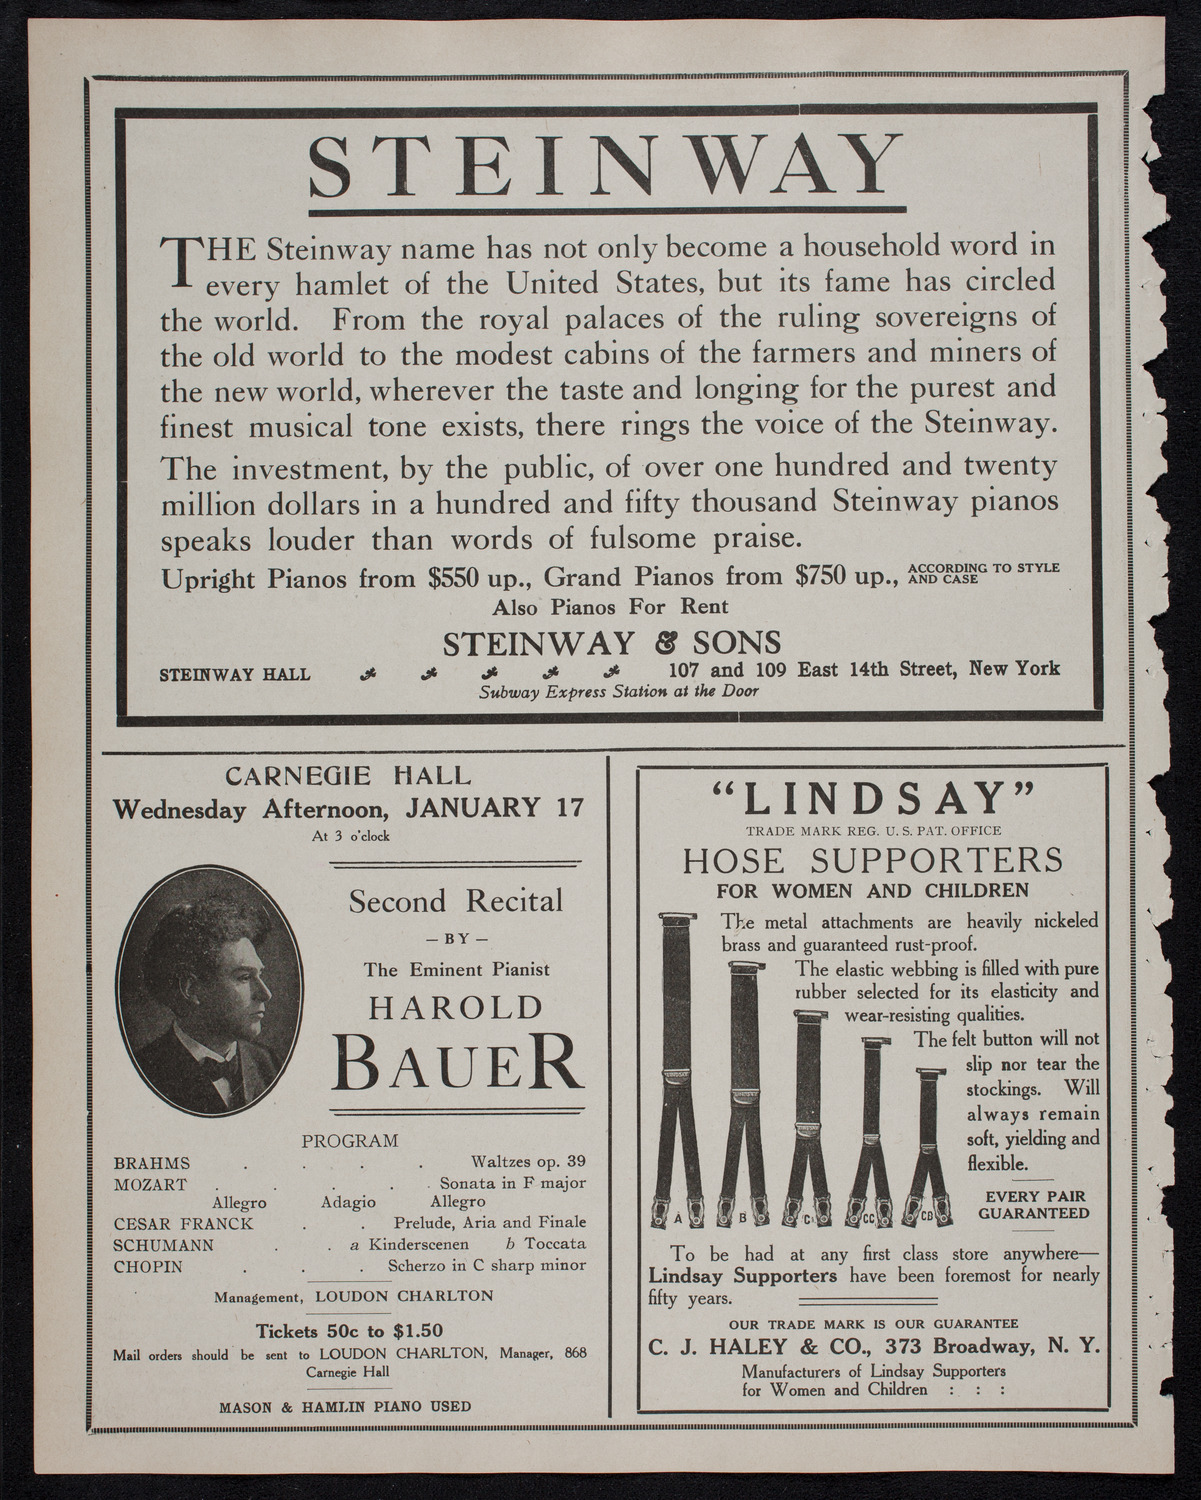 STEINWAY
THE Steinway name has not only become a household word in
every hamlet of the United States, but its fame has circled
the world. From the royal palaces of the ruling sovereigns of
the old world to the modest cabins of the farmers and miners of
the new world, wherever the taste and longing for the purest and
finest musical tone exists, there rings the voice of the Steinway.
The investment, by the public, of over one hundred and twenty
million dollars in a hundred and fifty thousand Steinway pianos
speaks louder than words of fulsome praise.
Upright Pianos from $550 up., Grand Pianos from $750 up., ACCORDING TO STYLE AND CASE
Also Pianos For Rent
STEINWAY & SONS
STEINWAY HALL 107 and 109 East 14th Street, New York
Subway Express Station at the Door
CARNEGIE HALL
Wednesday Afternoon, JANUARY 17
At 3 o'clock
Second Recital
— BY —
The Eminent Pianist
HAROLD
BAUER
PROGRAM
BRAHMS . . . . Waltzes op. 39
MOZART . . . . . Sonata in F major
Allegro Adagio Allegro
CESAR FRANCK . . Prelude, Aria and Finale
SCHUMANN . . a Kinderscenen b Toccata
CHOPIN . . . Scherzo in C sharp minor
Management, LOUDON CHARLTON
Tickets 50c to $1.50
Mail orders should be sent to LOUDON CHARLTON, Manager, 868
Carnegie Hall
MASON & HAMLIN PIANO USED
"LINDSAY"
TRADE MARK REG. U. S. PAT. OFFICE
HOSE SUPPORTERS
FOR WOMEN AND CHILDREN
The metal attachments are heavily nickeled
brass and guaranteed rust-proof.
The elastic webbing is filled with pure
rubber selected for its elasticity and
wear-resisting qualities.
The felt button will not
slip nor tear the
stockings. Will
always remain
soft, yielding and
flexible.
EVERY PAIR
GUARANTEED
A B C CC CB
To be had at any first class store anywhere—
Lindsay Supporters have been foremost for nearly
fifty years.
OUR TRADE MARK IS OUR GUARANTEE
C. J. HALEY & CO., 373 Broadway, N. Y.
Manufacturers of Lindsay Supporters
for Women and Children : : :